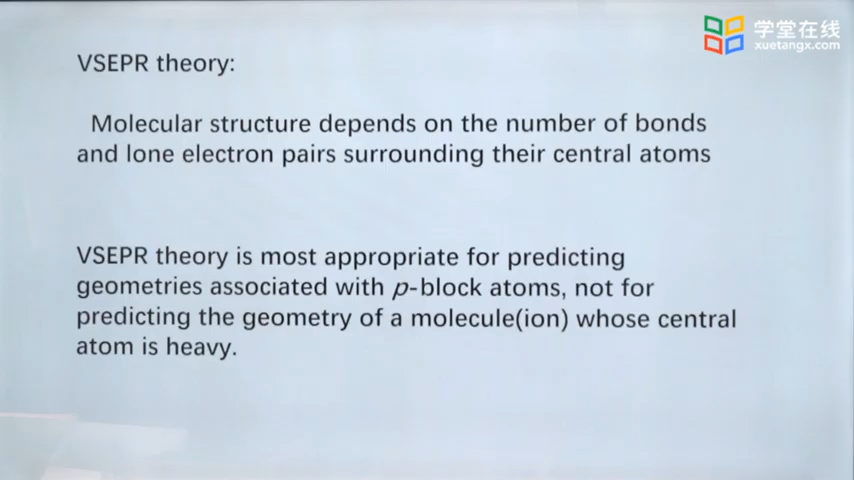 学堂在线
xuetangx.com
VSEPR theory:
Molecular structure depends on the number of bonds
and lone electron pairs surrounding their central atoms
VSEPR theory is most appropriate for predicting
geometries associated with p-block atoms, not for
predicting the geometry of a molecule(ion) whose central
atom is heavy.